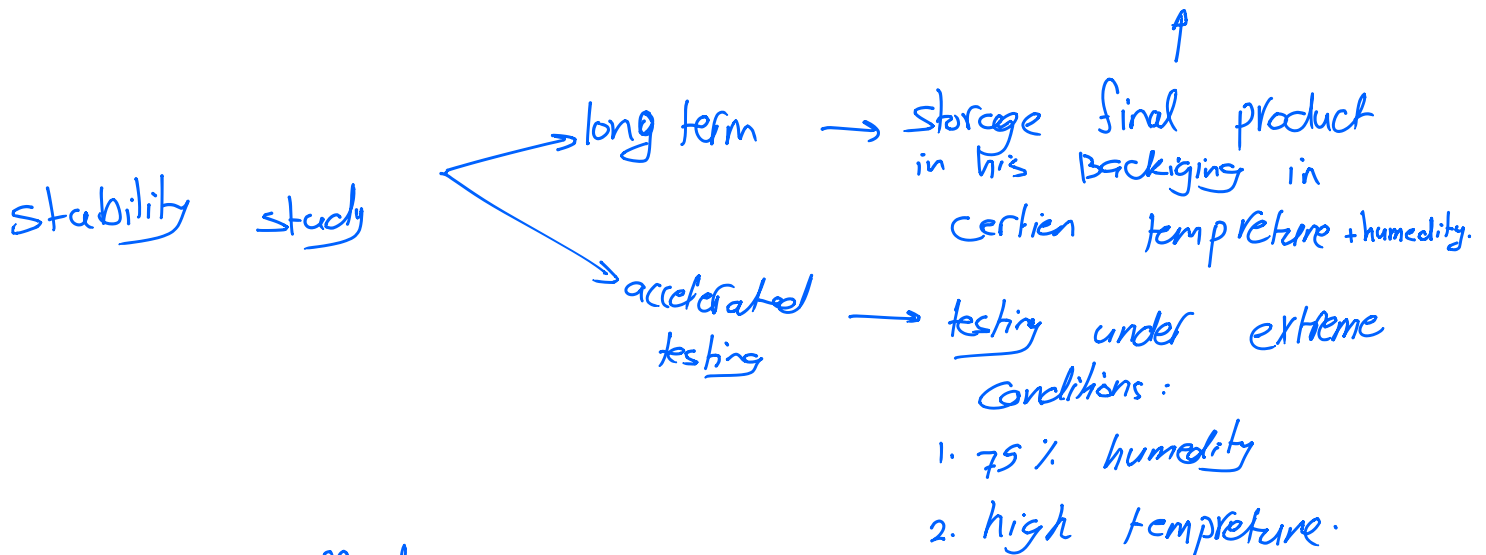 long term → storage final product
in his Backiging in
certien tempreture + humedity.
stability study
accelerated
testing → testing under extreme
conditions :
1. 75 % humedity
2. high tempreture.